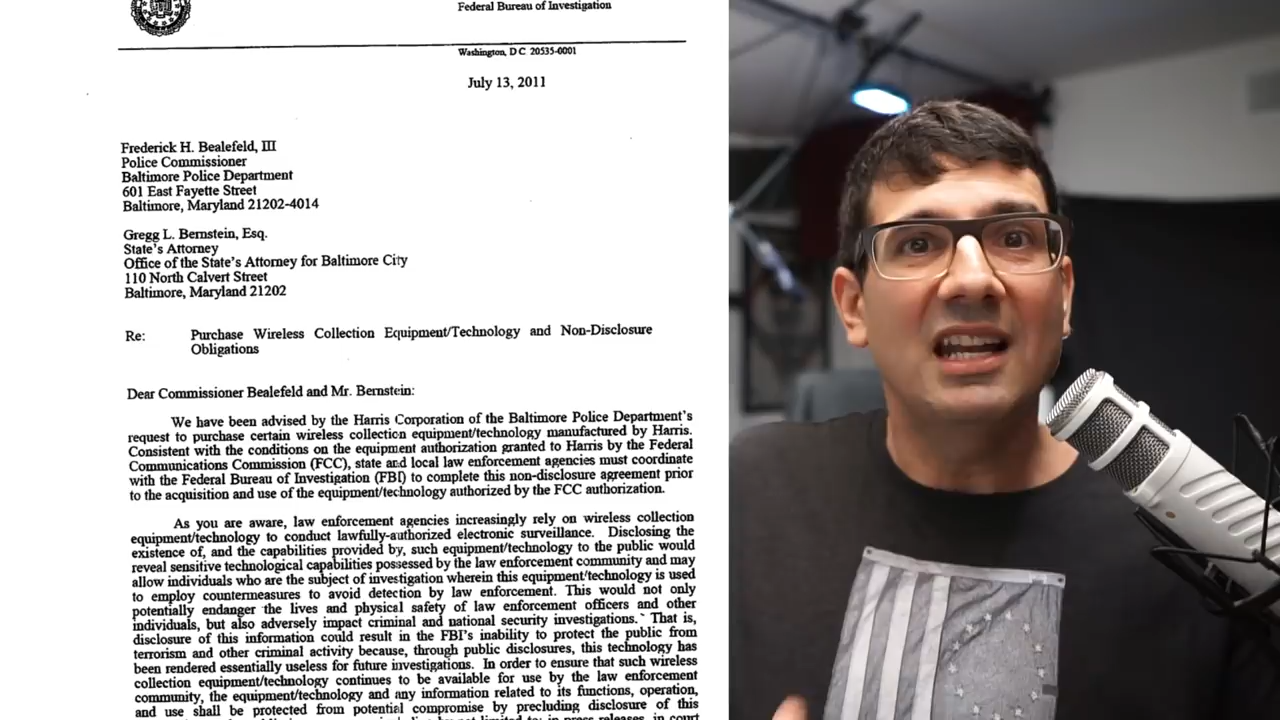 Federal Bureau of Investigation
Washington, D C 20535-0001
July 13, 2011
Frederick H. Bealefeld, III
Police Commissioner
Baltimore Police Department
601 East Fayette Street
Baltimore, Maryland 21202-4014
Gregg L. Bernstein, Esq.
State's Attorney
Office of the State's Attorney for Baltimore City
110 North Calvert Street
Baltimore, Maryland 21202
Re: Purchase Wireless Collection Equipment/Technology and Non-Disclosure
Obligations
Dear Commissioner Bealefeld and Mr. Bernstein:
We have been advised by the Harris Corporation of the Baltimore Police Department's
request to purchase certain wireless collection equipment/technology manufactured by Harris.
Consistent with the conditions on the equipment authorization granted to Harris by the Federal
Communications Commission (FCC), state and local law enforcement agencies must coordinate
with the Federal Bureau of Investigation (FBI) to complete this non-disclosure agreement prior
to the acquisition and use of the equipment/technology authorized by the FCC authorization.
As you are aware, law enforcement agencies increasingly rely on wireless collection
equipment/technology to conduct lawfully-authorized electronic surveillance. Disclosing the
existence of, and the capabilities provided by, such equipment/technology to the public would
reveal sensitive technological capabilities possessed by the law enforcement community and may
allow individuals who are the subject of investigation wherein this equipment/technology is used
to employ countermeasures to avoid detection by law enforcement. This would not only
potentially endanger the lives and physical safety of law enforcement officers and other
individuals, but also adversely impact criminal and national security investigations. That is,
disclosure of this information could result in the FBI's inability to protect the public from
terrorism and other criminal activity because, through public disclosures, this technology has
been rendered essentially useless for future investigations. In order to ensure that such wireless
collection equipment/technology continues to be available for use by the law enforcement
community, the equipment/technology and any information related to its functions, operation,
and use shall be protected from potential compromise by precluding disclosure of this
in press releases, in court